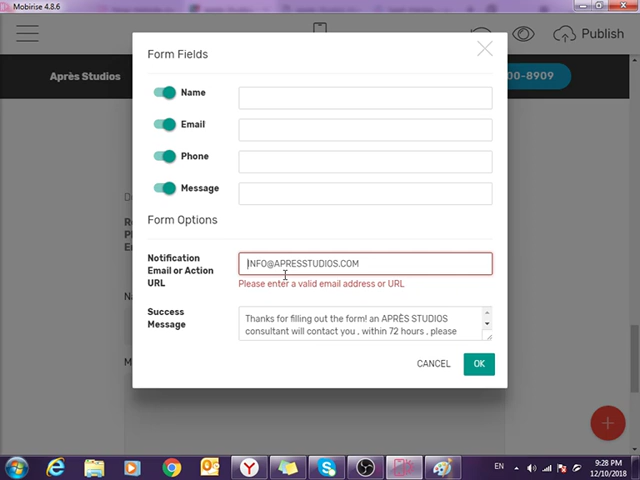 Mobirise 4.8.6
Publish
Après Studios
00-8909
Form Fields
Name
Email
Phone
Message
Form Options
Notification
Email or Action
URL
INFO@APRESSTUDIOS.COM
Please enter a valid email address or URL
Success
Message
Thanks for filling out the form! an APRÈS STUDIOS
consultant will contact you , within 72 hours , please
CANCEL
OK
EN
9:28 PM
12/10/2018